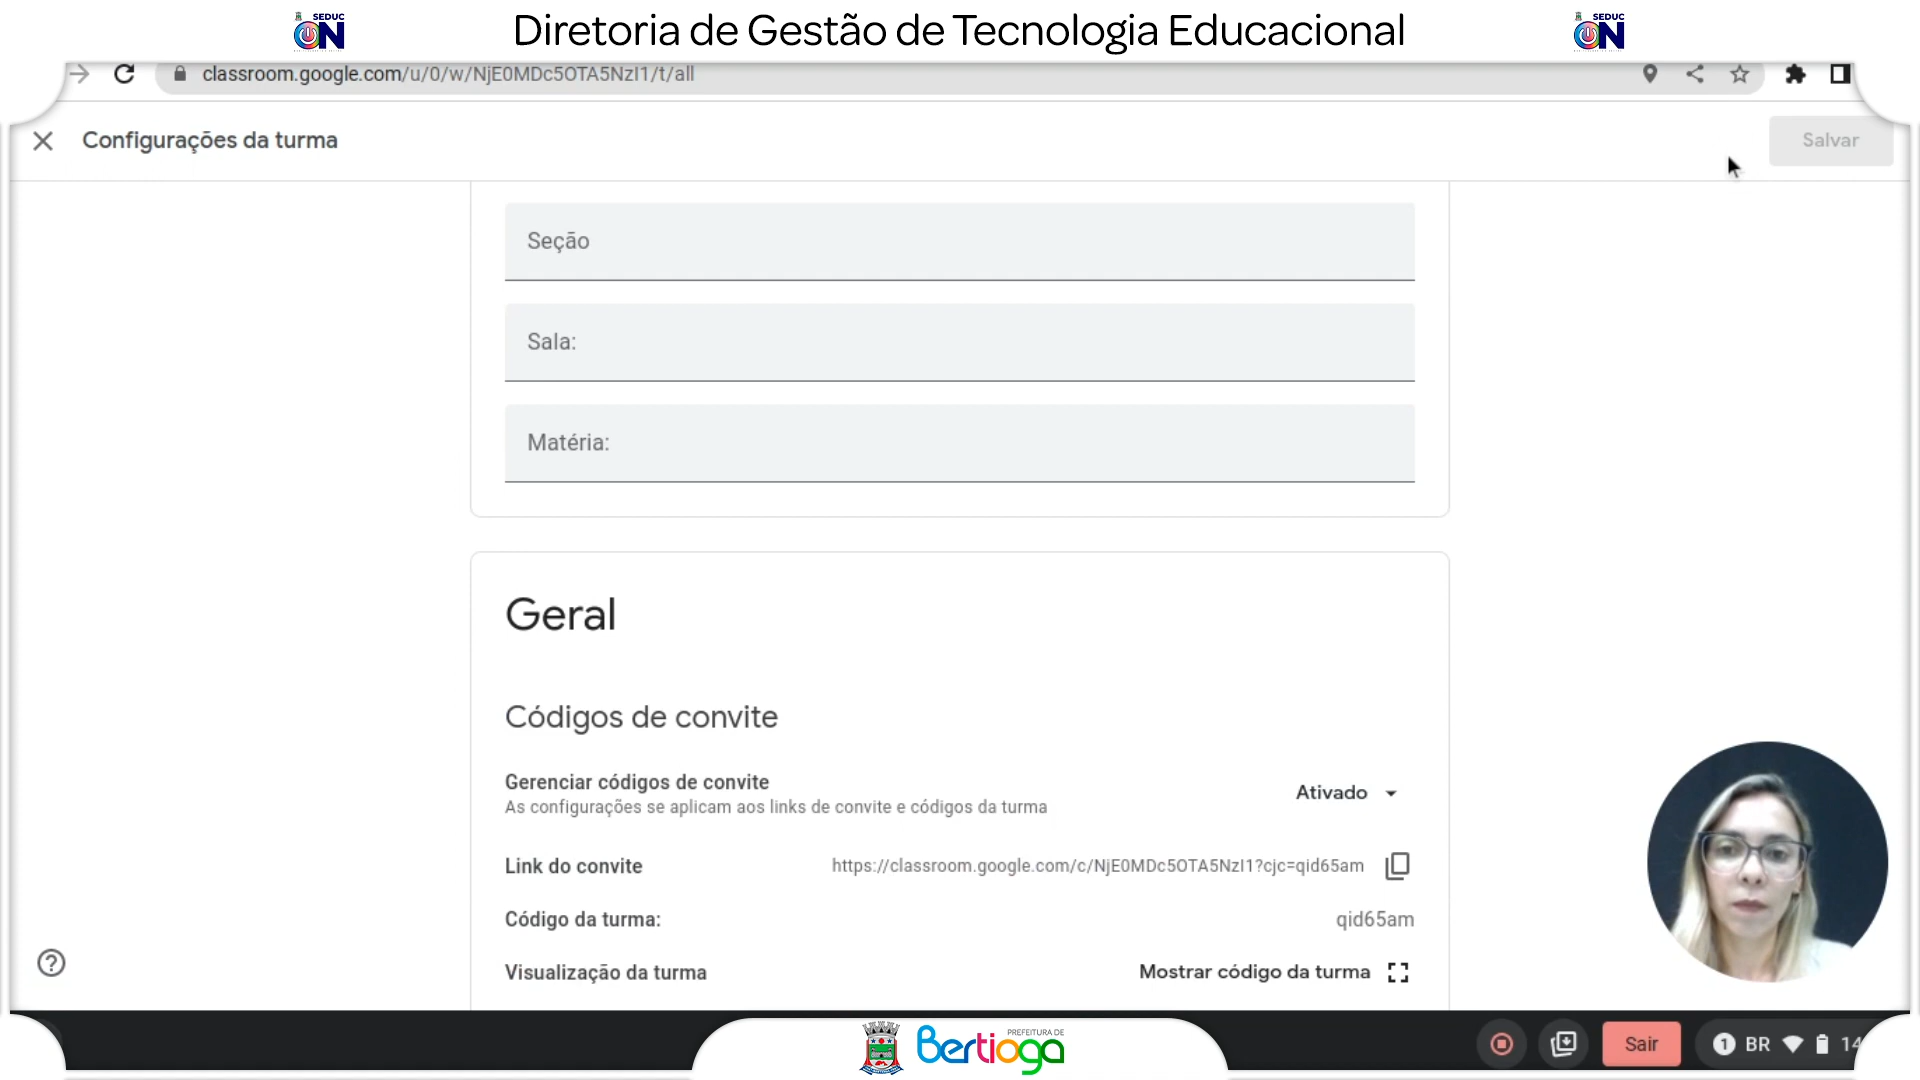 SEDUC
ON
Diretoria de Gestão de Tecnologia Educacional
SEDUC
ON
classroom.google.com/u/0/w/NjE0MDc5OTA5NzI1/t/all
Configurações da turma
Salvar
Seção
Sala:
Matéria:
Geral
Códigos de convite
Gerenciar códigos de convite
As configurações se aplicam aos links de convite e códigos da turma
Ativado
Link do convite
https://classroom.google.com/c/NjE0MDc5OTA5NzI1?cjc=qid65am
Código da turma:
qid65am
Visualização da turma
Mostrar código da turma
PREFEITURA DE
Bertioga
Sair
1 BR 14